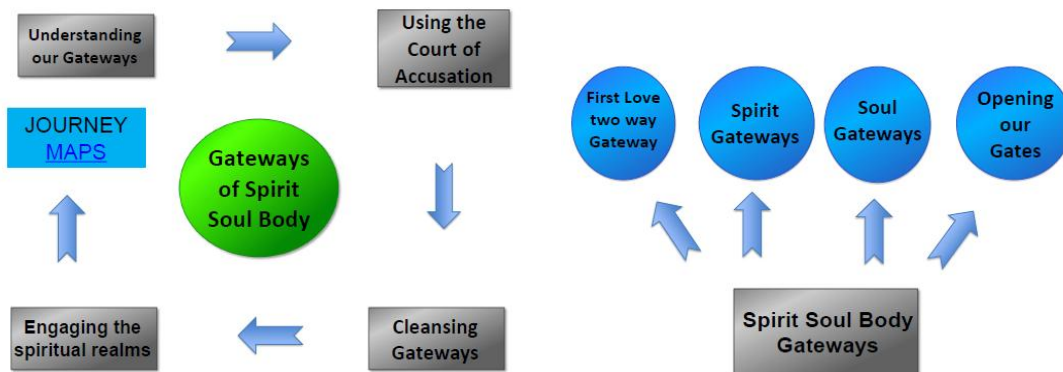 Understanding
our Gateways
Using the
Court of
Accusation
JOURNEY
MAPS
Gateways
of Spirit
Soul Body
Engaging the
spiritual realms
Cleansing
Gateways
First Love
two way
Gateway
Spirit
Gateways
Soul
Gateways
Opening
our
Gates
Spirit Soul Body
Gateways